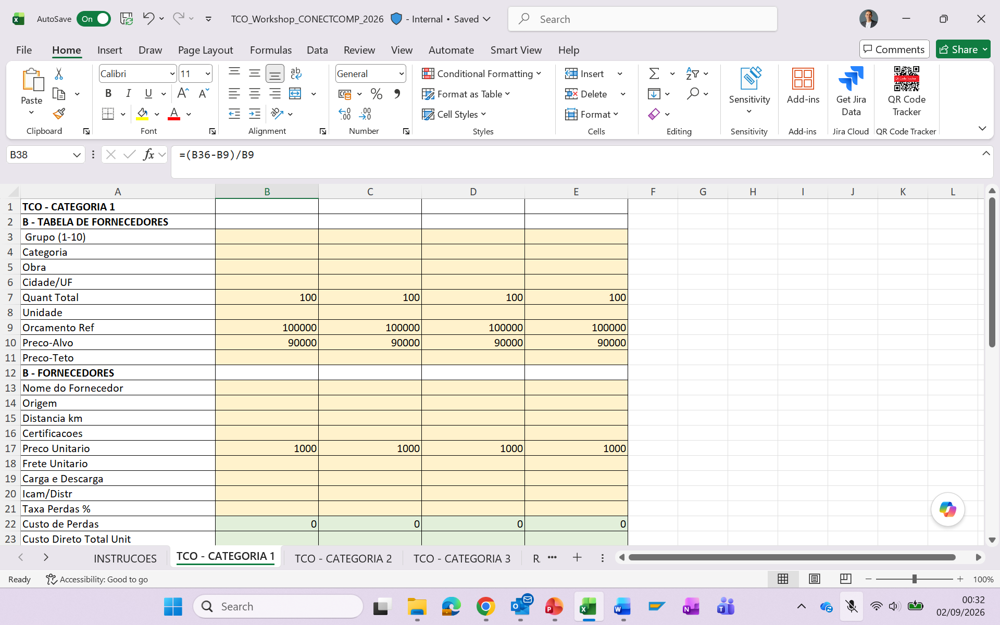 AutoSave On TCO_Workshop_CONECTCOMP_2026 - Internal • Saved Search
File Home Insert Draw Page Layout Formulas Data Review View Automate Smart View Help Comments Share
Paste
Clipboard
Calibri 11
B I U A A
A
Font
ab
Alignment
General
% 9
.00
Number
Conditional Formatting
Format as Table
Cell Styles
Styles
Insert
Delete
Format
Cells
Editing
Sensitivity
Sensitivity
Add-ins
Add-ins
Get Jira Data
Jira Cloud
QR Code Tracker
QR Code Tracker
QR Code Tracker
B38 fx =(B36-B9)/B9
A B C D E F G H I J K L
1 TCO - CATEGORIA 1
2 B - TABELA DE FORNECEDORES
3 Grupo (1-10)
4 Categoria
5 Obra
6 Cidade/UF
7 Quant Total 100 100 100 100
8 Unidade
9 Orcamento Ref 100000 100000 100000 100000
10 Preco-Alvo 90000 90000 90000 90000
11 Preco-Teto
12 B - FORNECEDORES
13 Nome do Fornecedor
14 Origem
15 Distancia km
16 Certificacoes
17 Preco Unitario 1000 1000 1000 1000
18 Frete Unitario
19 Carga e Descarga
20 Icam/Distr
21 Taxa Perdas %
22 Custo de Perdas 0 0 0 0
23 Custo Direto Total Unit
INSTRUCOES TCO - CATEGORIA 1 TCO - CATEGORIA 2 TCO - CATEGORIA 3
Ready Accessibility: Good to go 100%
Search 00:32
02/09/2026